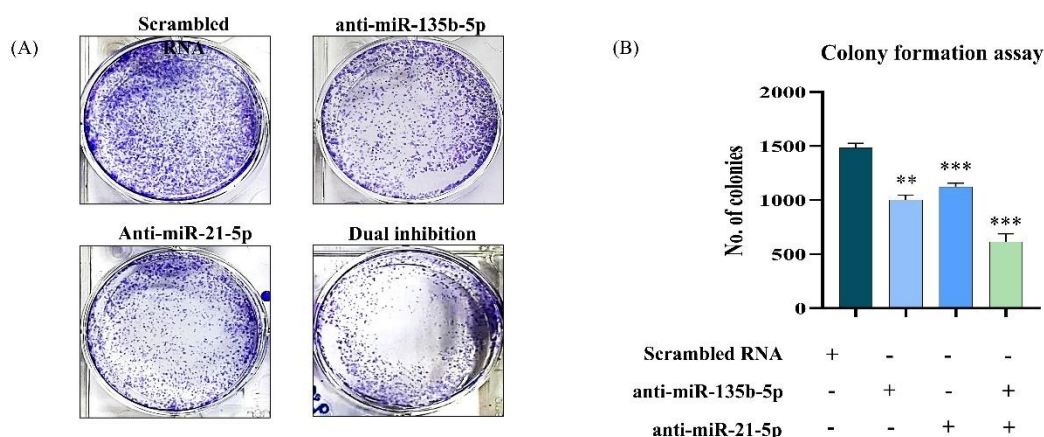 (A)
Scrambled
RNA
anti-miR-135b-5p
Anti-miR-21-5p
Dual inhibition
(B)
Colony formation assay
No. of colonies
2000
1500
1000
500
0
**
***
***
Scrambled RNA + - - -
anti-miR-135b-5p - + - +
anti-miR-21-5p - - + +